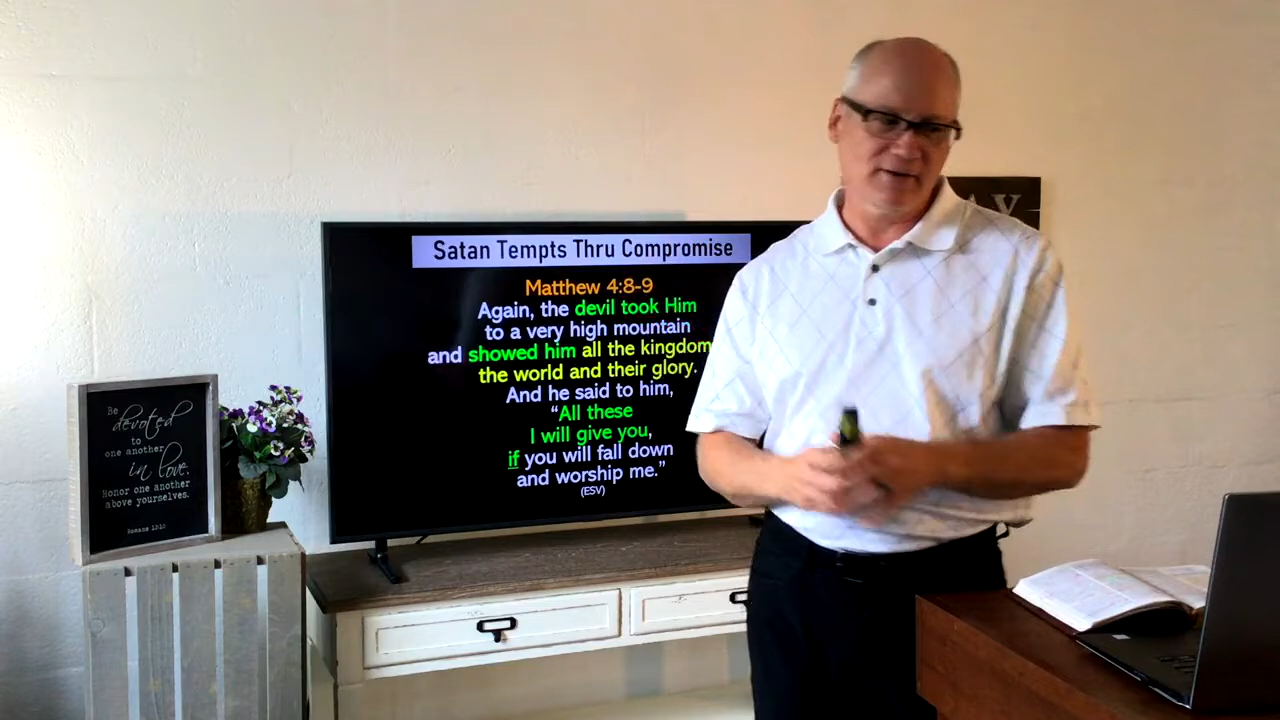 Satan Tempts Thru Compromise
Matthew 4:8-9
Again, the devil took Him
to a very high mountain
and showed him all the kingdom
the world and their glory.
And he said to him,
“All these
I will give you,
if you will fall down
and worship me.”
(ESV)
Be
devoted
to
one another
in love.
Honor one another
above yourselves.